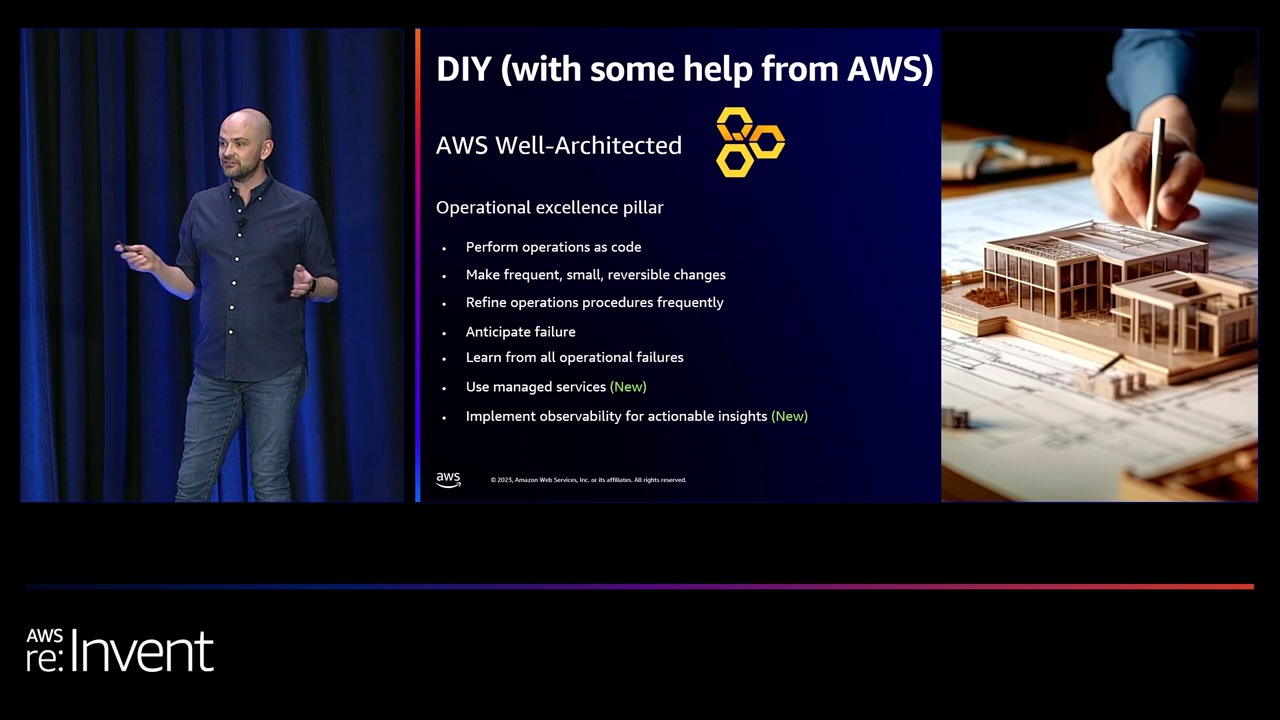 DIY (with some help from AWS)
AWS Well-Architected
Operational excellence pillar
• Perform operations as code
• Make frequent, small, reversible changes
• Refine operations procedures frequently
• Anticipate failure
• Learn from all operational failures
• Use managed services (New)
• Implement observability for actionable insights (New)
aws
© 2023, Amazon Web Services, Inc. or its affiliates. All rights reserved.
AWS
re:Invent